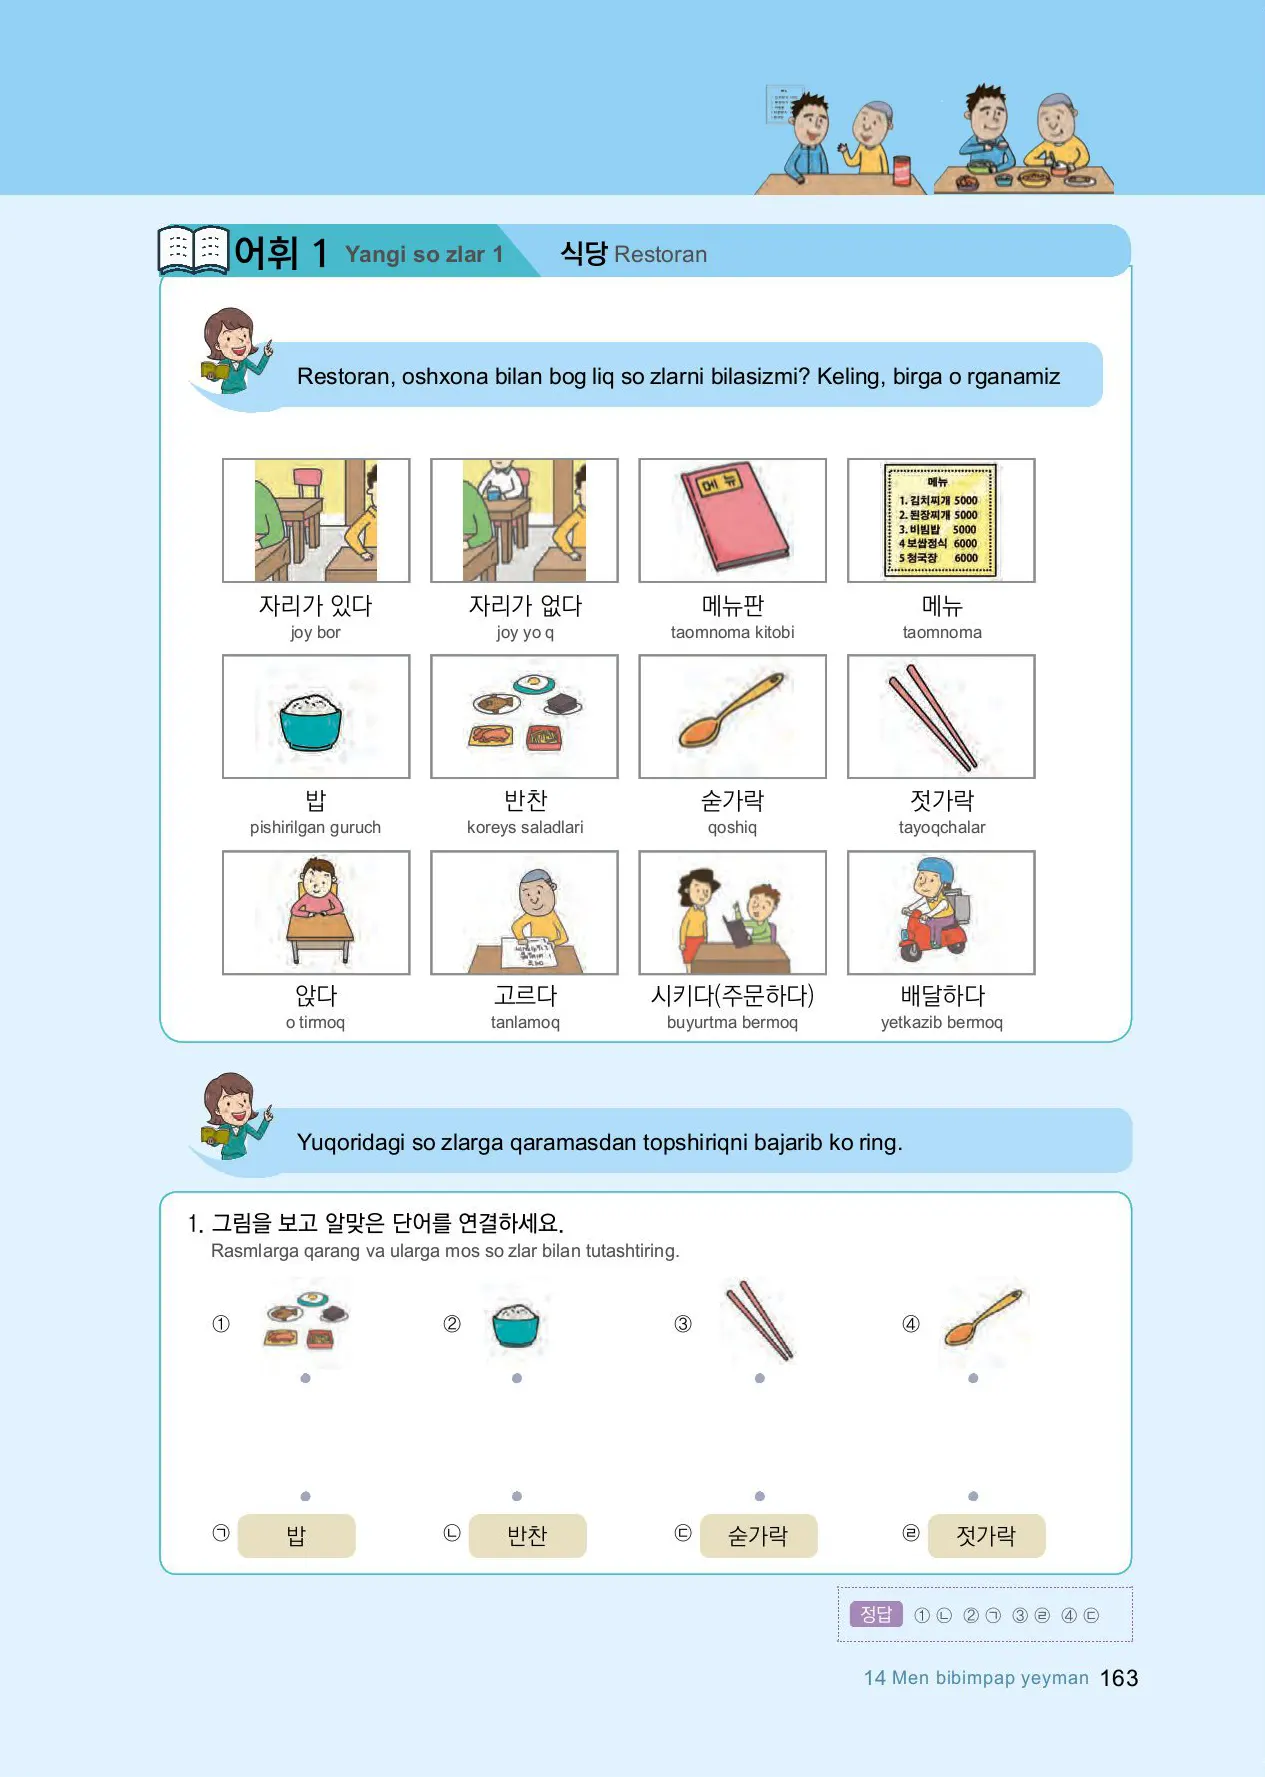 어휘 1 Yangi so zlar 1 식당 Restoran
Restoran, oshxona bilan bog liq so zlarni bilasizmi? Keling, birga o rganamiz
메뉴
메뉴
1. 김치찌개 5000
2. 된장찌개 5000
3. 비빔밥 5000
4 보쌈정식 6000
5 청국장 6000
자리가 있다 자리가 없다 메뉴판 메뉴
joy bor joy yo q taomnoma kitobi taomnoma
밥 반찬 숟가락 젓가락
pishirilgan guruch koreys saladlari qoshiq tayoqchalar
앉다 고르다 시키다(주문하다) 배달하다
o tirmoq tanlamoq buyurtma bermoq yetkazib bermoq
Yuqoridagi so zlarga qaramasdan topshiriqni bajarib ko ring.
1. 그림을 보고 알맞은 단어를 연결하세요.
Rasmlarga qarang va ularga mos so zlar bilan tutashtiring.
① ② ③ ④
㉠ 밥 ㉡ 반찬 ㉢ 숟가락 ㉣ 젓가락
정답 ① ㉡ ② ㉠ ③ ㉣ ④ ㉢
14 Men bibimpap yeyman 163